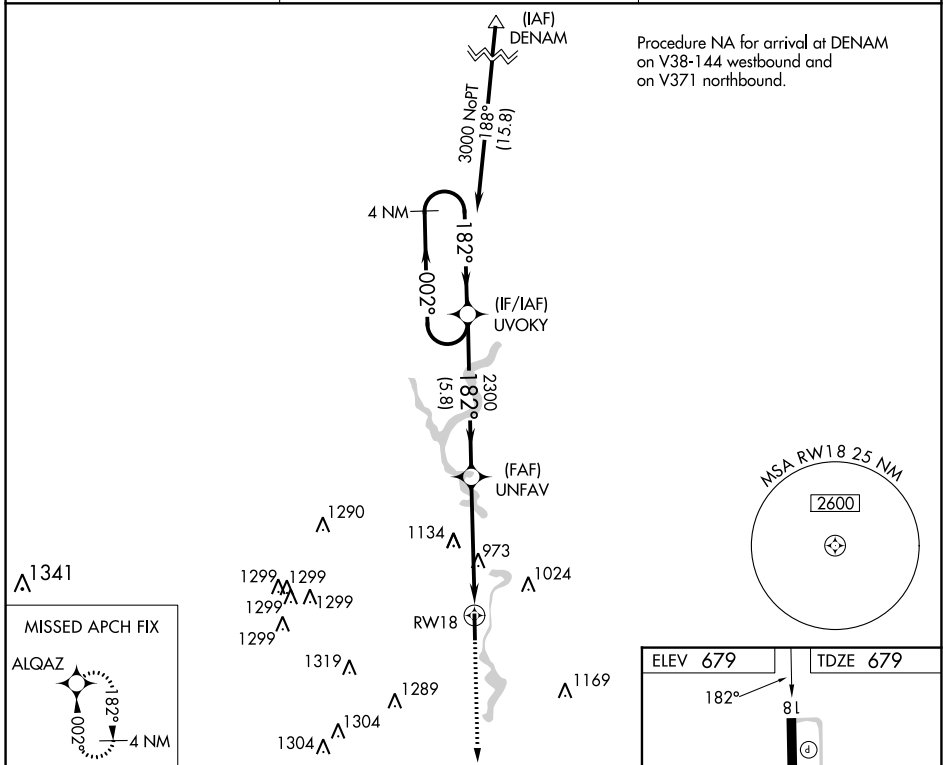 (IAF)
DENAM
Procedure NA for arrival at DENAM
on V38-144 westbound and
on V371 northbound.
3000 NoPT
188°
(15.8)
4 NM
182°
002°
(IF/IAF)
UVOKY
2300
182°
(5.8)
(FAF)
UNFAV
MSA RW18 25 NM
2600
1290
1134
973
1341
1299
1299
1024
1299
1299
1299
RW18
MISSED APCH FIX
ALQAZ
182°
002°
4 NM
1319
1289
1169
1304
1304
ELEV 679
TDZE 679
182°
18
P